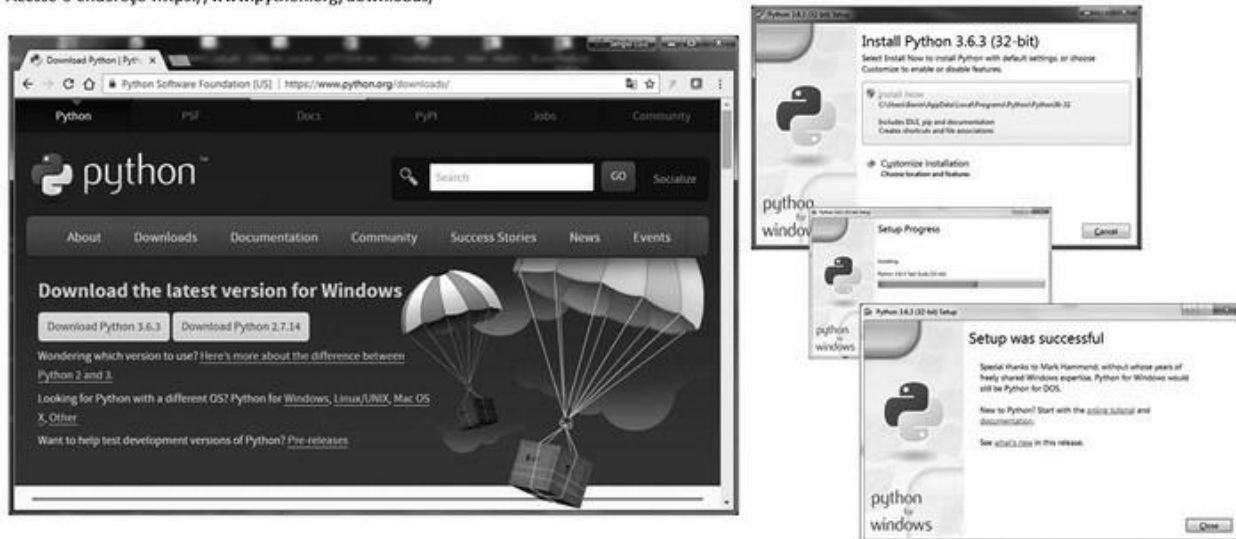 Acesse o endereço https://www.python.org/downloads/
Download Python | Pyth
Python Software Foundation [US] | https://www.python.org/downloads/
Python PSF Docs PyPI Jobs Community
python™
Search GO Socialize
About Downloads Documentation Community Success Stories News Events
Download the latest version for Windows
Download Python 3.6.3 Download Python 2.7.14
Wondering which version to use? Here's more about the difference between
Python 2 and 3.
Looking for Python with a different OS? Python for Windows, Linux/UNIX, Mac OS
X, Other
Want to help test development versions of Python? Pre-releases
Python 3.6.3 (32-bit) Setup
Install Python 3.6.3 (32-bit)
Select Install Now to install Python with default settings, or choose
Customize to enable or disable features.
Install Now
Includes IDLE, pip and documentation
Creates shortcuts and file associations
Customize installation
Choose location and features
python
for
window
Cancel
Setup Progress
Installing:
python
for
windows
Python 3.6.3 (32-bit) Setup
Setup was successful
Special thanks to Mark Hammond, without whose years of
freely shared Windows expertise, Python for Windows would
still be Python for DOS.
New to Python? Start with the online tutorial and
documentation.
See what's new in this release.
python
for
windows
Close